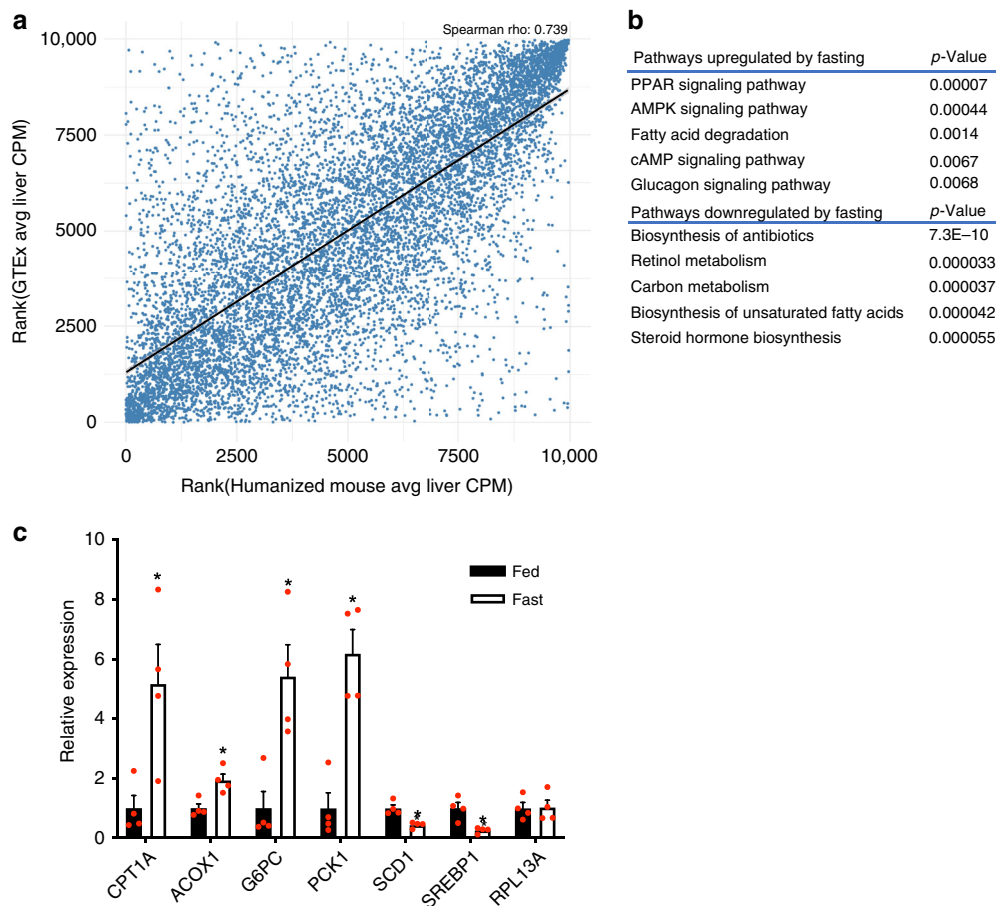 a
Spearman rho: 0.739
10,000
7500
5000
2500
0
Rank(GTEx avg liver CPM)
0 2500 5000 7500 10,000
Rank(Humanized mouse avg liver CPM)
b
Pathways upregulated by fasting p-Value
PPAR signaling pathway 0.00007
AMPK signaling pathway 0.00044
Fatty acid degradation 0.0014
cAMP signaling pathway 0.0067
Glucagon signaling pathway 0.0068
Pathways downregulated by fasting p-Value
Biosynthesis of antibiotics 7.3E–10
Retinol metabolism 0.000033
Carbon metabolism 0.000037
Biosynthesis of unsaturated fatty acids 0.000042
Steroid hormone biosynthesis 0.000055
c
10
8
6
4
2
0
Relative expression
Fed
Fast
* * * * * *
CPT1A ACOX1 G6PC PCK1 SCD1 SREBP1 RPL13A